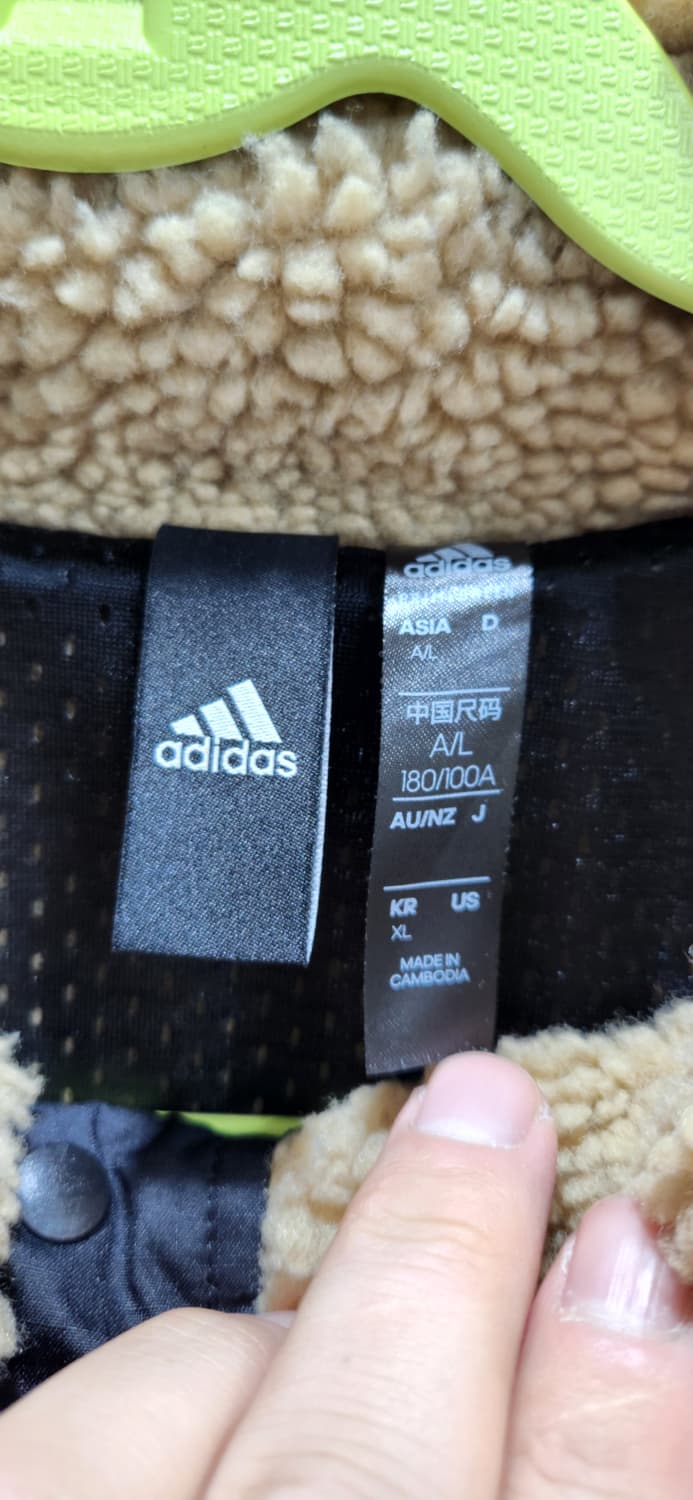 adidas
adidas
ASIA D
A/L
中国尺码
A/L
180/100A
AU/NZ J
KR US
XL
MADE IN
CAMBODIA